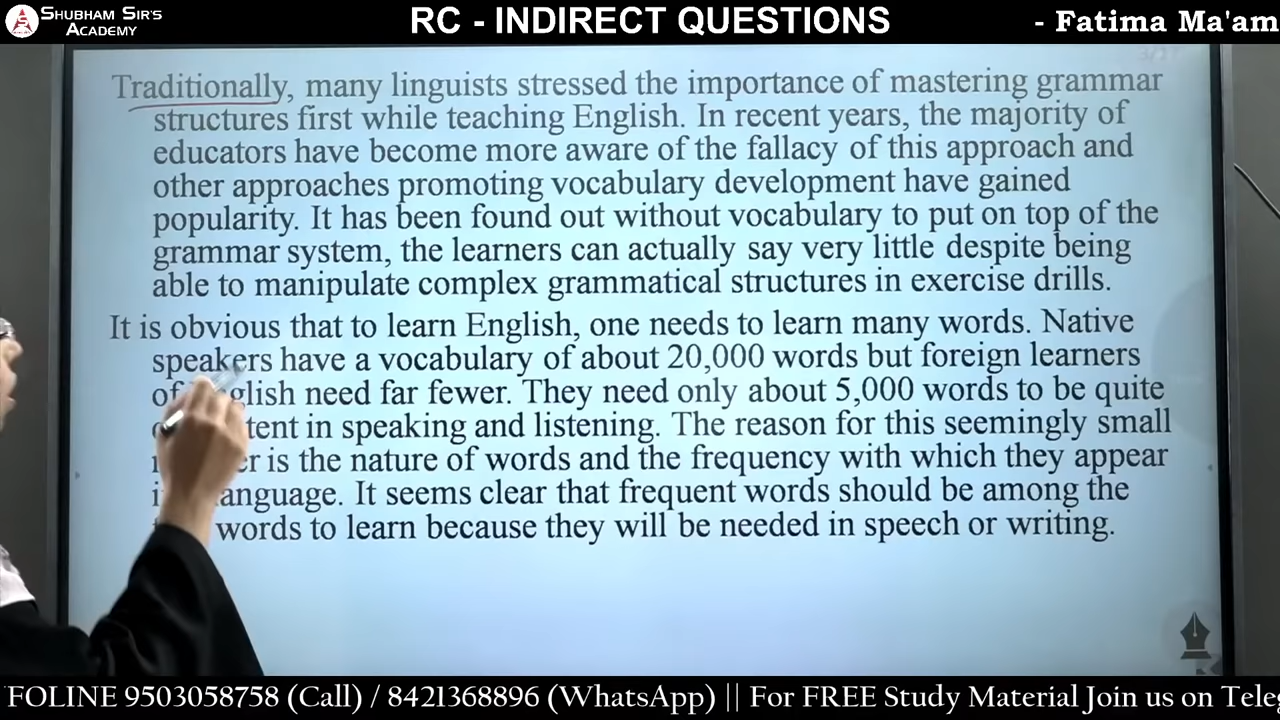 SHUBHAM SIR'S
ACADEMY
RC - INDIRECT QUESTIONS
- Fatima Ma'am
Traditionally, many linguists stressed the importance of mastering grammar
structures first while teaching English. In recent years, the majority of
educators have become more aware of the fallacy of this approach and
other approaches promoting vocabulary development have gained
popularity. It has been found out without vocabulary to put on top of the
grammar system, the learners can actually say very little despite being
able to manipulate complex grammatical structures in exercise drills.
It is obvious that to learn English, one needs to learn many words. Native
speakers have a vocabulary of about 20,000 words but foreign learners
of English need far fewer. They need only about 5,000 words to be quite
in speaking and listening. The reason for this seemingly small
is the nature of words and the frequency with which they appear
language. It seems clear that frequent words should be among the
words to learn because they will be needed in speech or writing.
FOLINE 9503058758 (Call) / 8421368896 (WhatsApp) || For FREE Study Material Join us on Tele